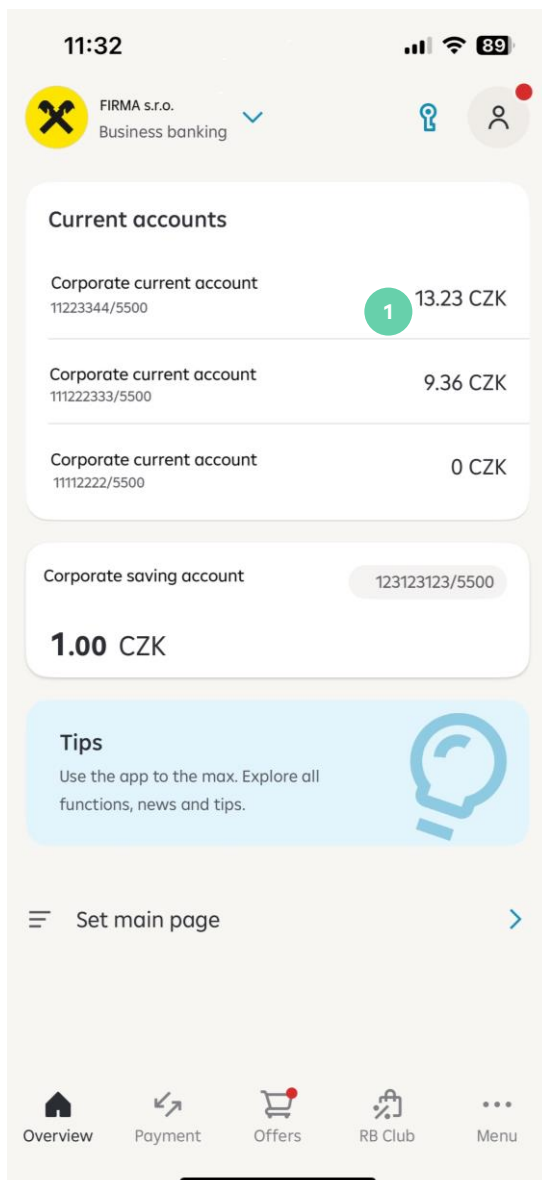 11:32
89
FIRMA s.r.o.
Business banking
Current accounts
Corporate current account
11223344/5500
1
13.23 CZK
Corporate current account
111222333/5500
9.36 CZK
Corporate current account
11112222/5500
0 CZK
Corporate saving account
123123123/5500
1.00 CZK
Tips
Use the app to the max. Explore all
functions, news and tips.
Set main page
Overview
Payment
Offers
RB Club
Menu